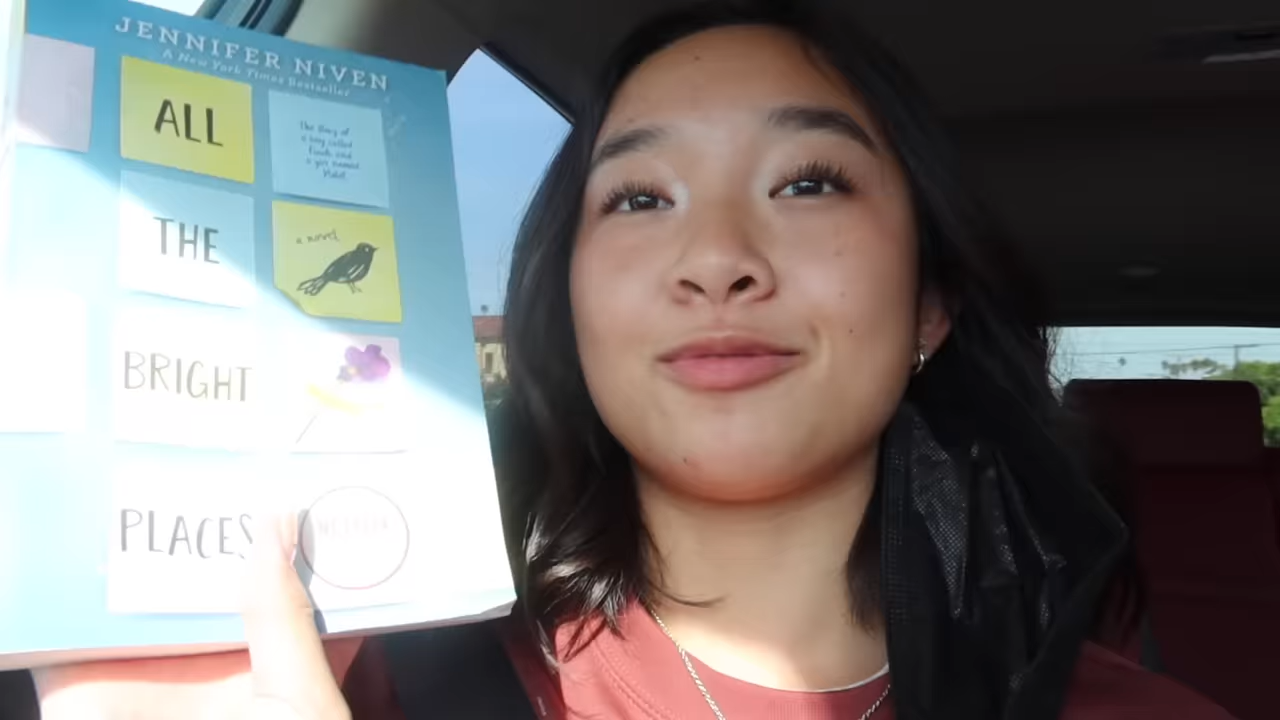 JENNIFER NIVEN
A New York Times Bestseller
ALL
The story of
a boy called
Finch and
a girl named
Violet
THE
a novel
BRIGHT
PLACES
NETFLIX